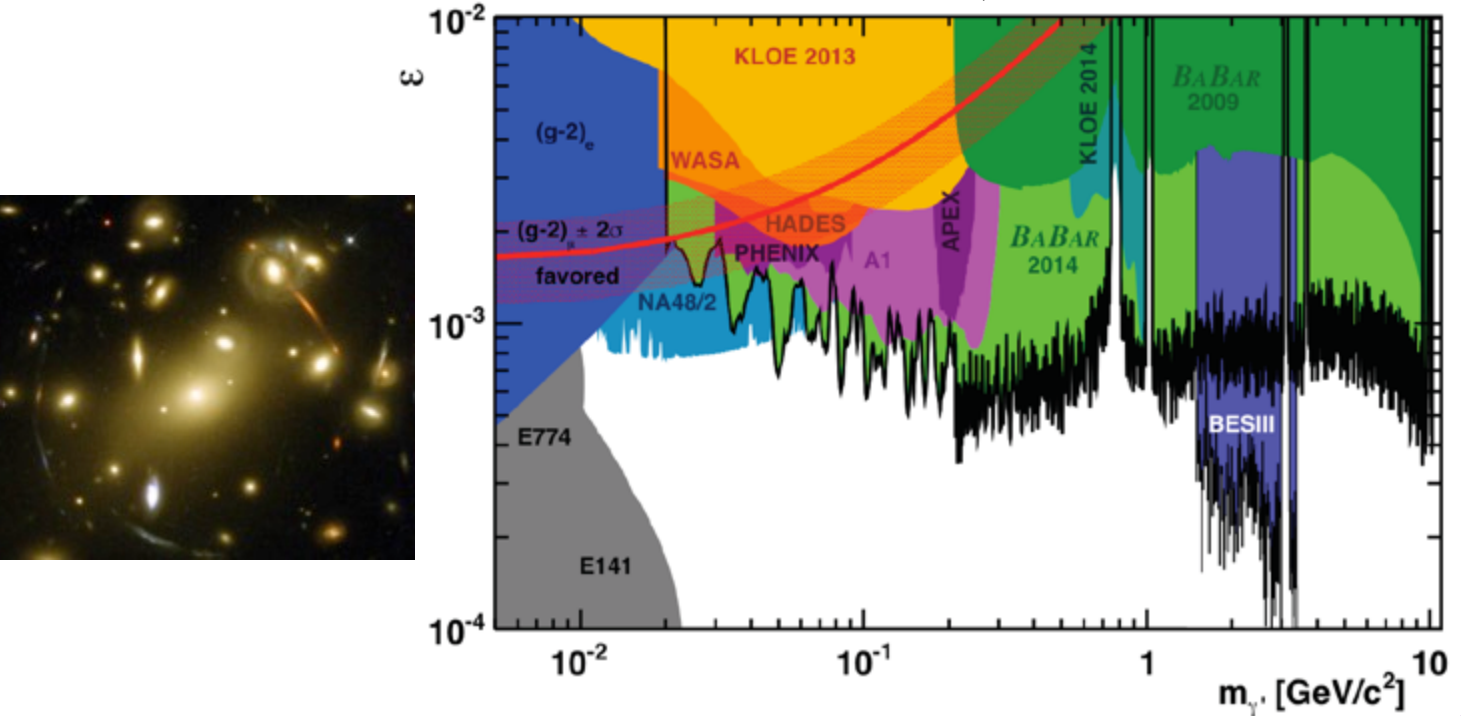 10⁻²
ε
KLOE 2013
KLOE 2014
BABAR
2009
(g-2)ₑ
WASA
(g-2)μ ± 2σ
favored
HADES
PHENIX
A1
APEX
BABAR
2014
NA48/2
10⁻³
BESIII
E774
E141
10⁻⁴
10⁻² 10⁻¹ 1 10
mγ' [GeV/c²]